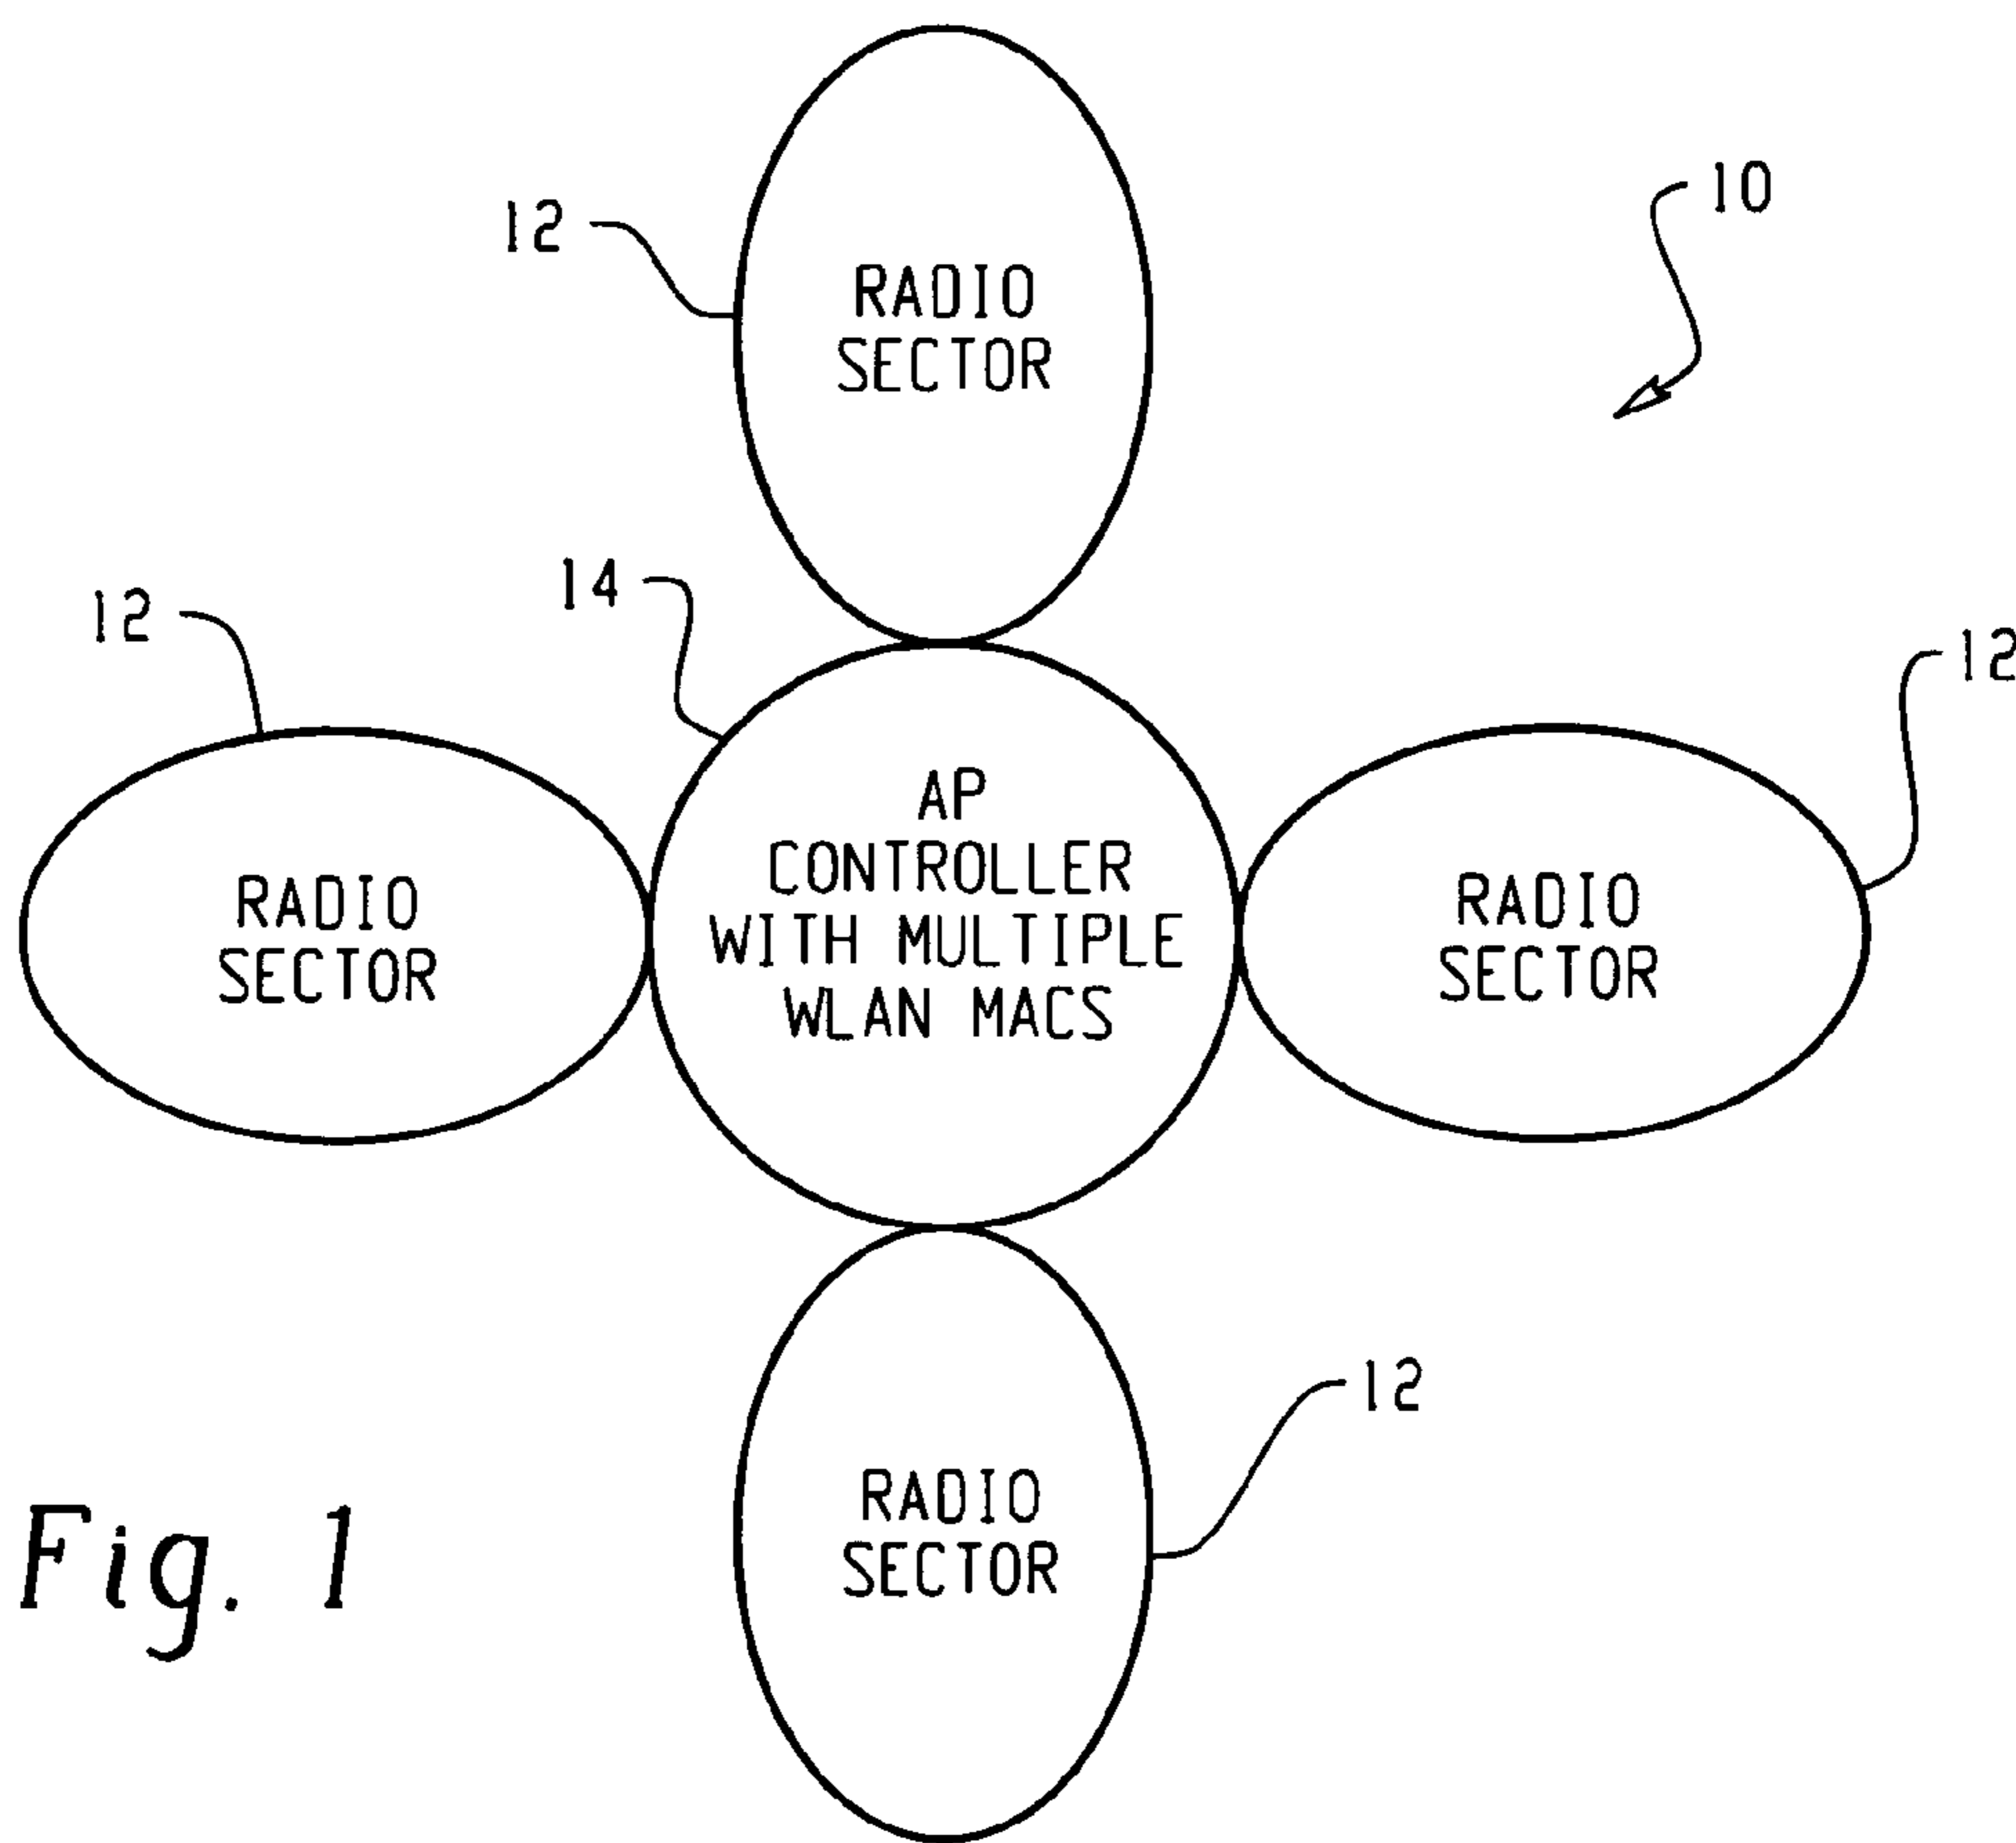 12
10
RADIO
SECTOR
14
12
12
AP
CONTROLLER
WITH MULTIPLE
WLAN MACS
RADIO
SECTOR
RADIO
SECTOR
12
RADIO
SECTOR
Fig. 1